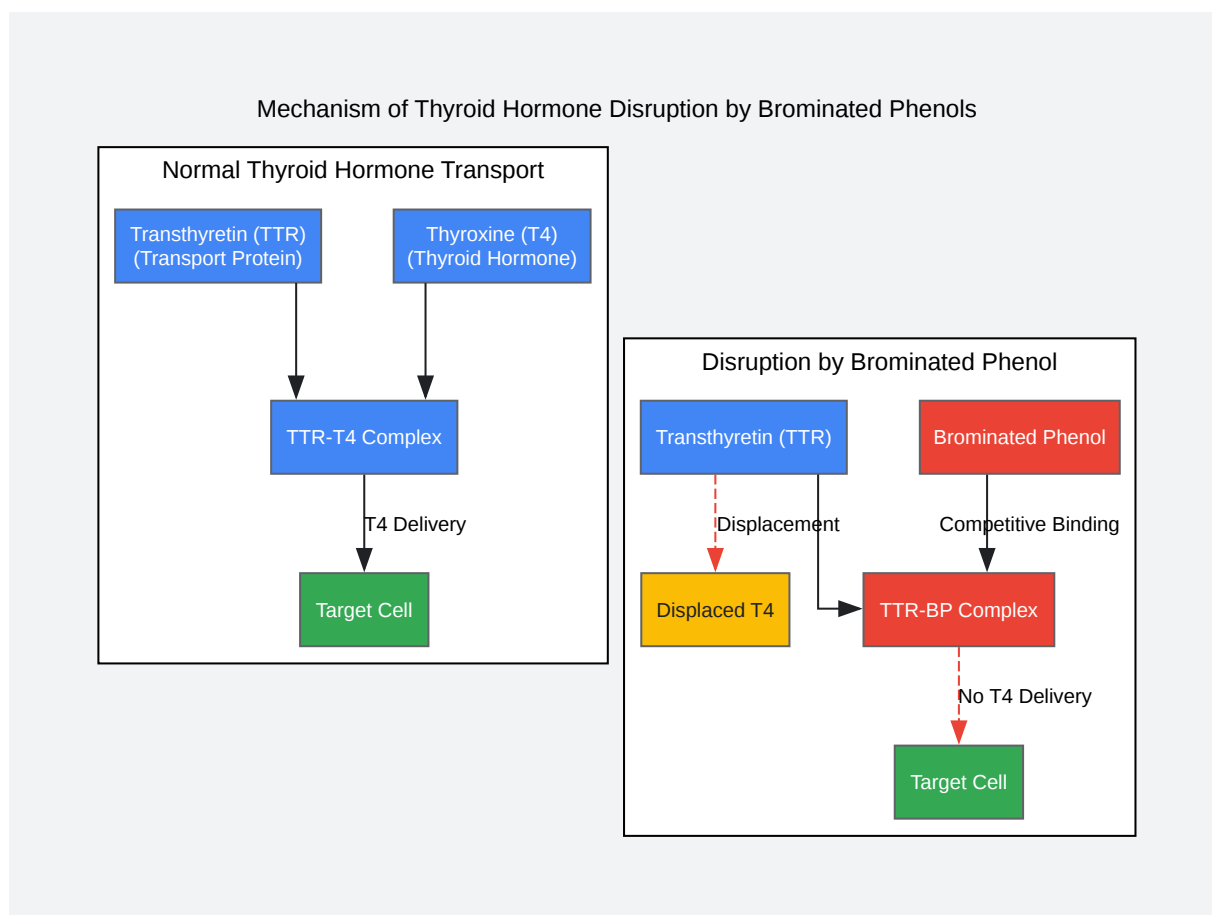 Mechanism of Thyroid Hormone Disruption by Brominated Phenols
Normal Thyroid Hormone Transport
Transthyretin (TTR)
(Transport Protein)
Thyroxine (T4)
(Thyroid Hormone)
TTR-T4 Complex
T4 Delivery
Target Cell
Disruption by Brominated Phenol
Transthyretin (TTR)
Brominated Phenol
Displacement
Competitive Binding
Displaced T4
TTR-BP Complex
No T4 Delivery
Target Cell